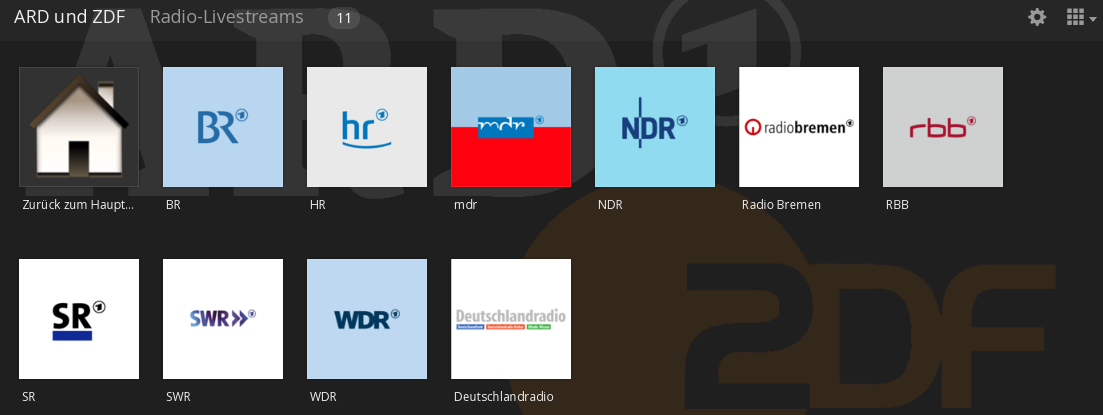 ARD und ZDF Radio-Livestreams 11
ARD 1
BR hr mdr NDR radiobremen rbb
Zurück zum Haupt... BR HR mdr NDR Radio Bremen RBB
SR SWR WDR Deutschlandradio
ZDF
SR SWR WDR Deutschlandradio